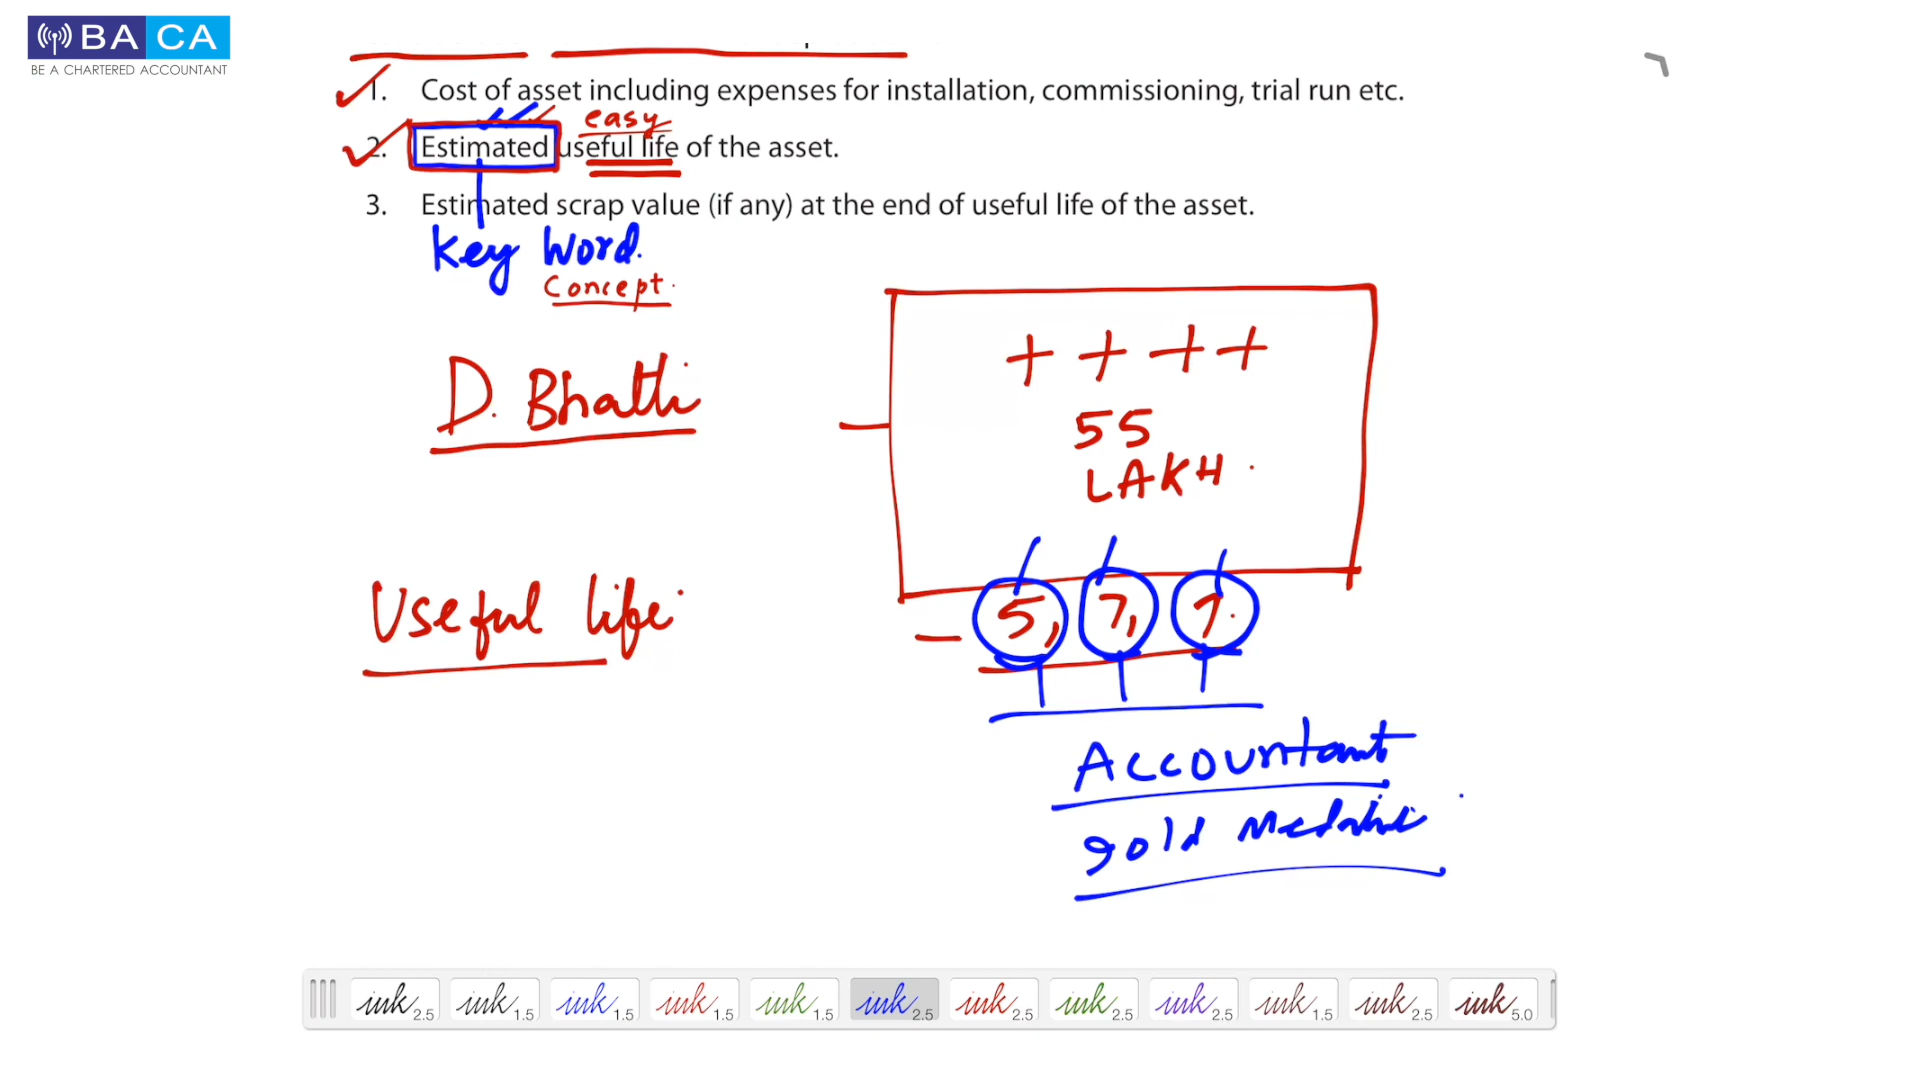 BA CA
BE A CHARTERED ACCOUNTANT
1. Cost of asset including expenses for installation, commissioning, trial run etc.
easy
2. Estimated useful life of the asset.
3. Estimated scrap value (if any) at the end of useful life of the asset.
Key Word.
Concept.
+ + + +
D. Bhatti
55
LAKH.
Useful life
5, 7, 9.
Accountant
gold
ink 2.5 ink 1.5 ink 1.5 ink 1.5 ink 1.5 ink 2.5 ink 2.5 ink 2.5 ink 2.5 ink 1.5 ink 2.5 ink 5.0